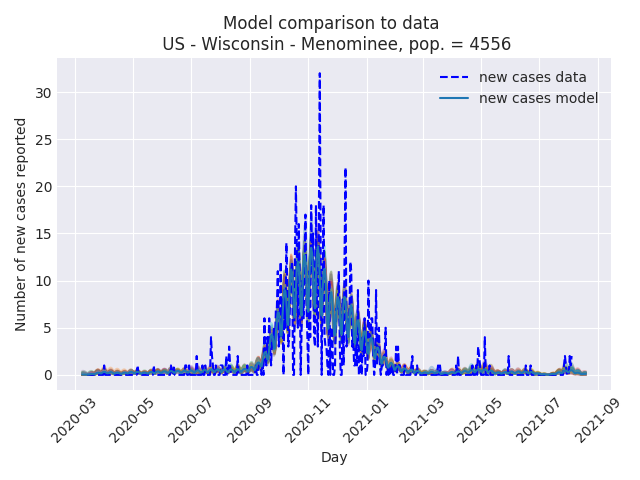 Model comparison to data
US - Wisconsin - Menominee, pop. = 4556
new cases data
new cases model
Number of new cases reported
30
25
20
15
10
5
0
2020-03
2020-05
2020-07
2020-09
2020-11
2021-01
2021-03
2021-05
2021-07
2021-09
Day